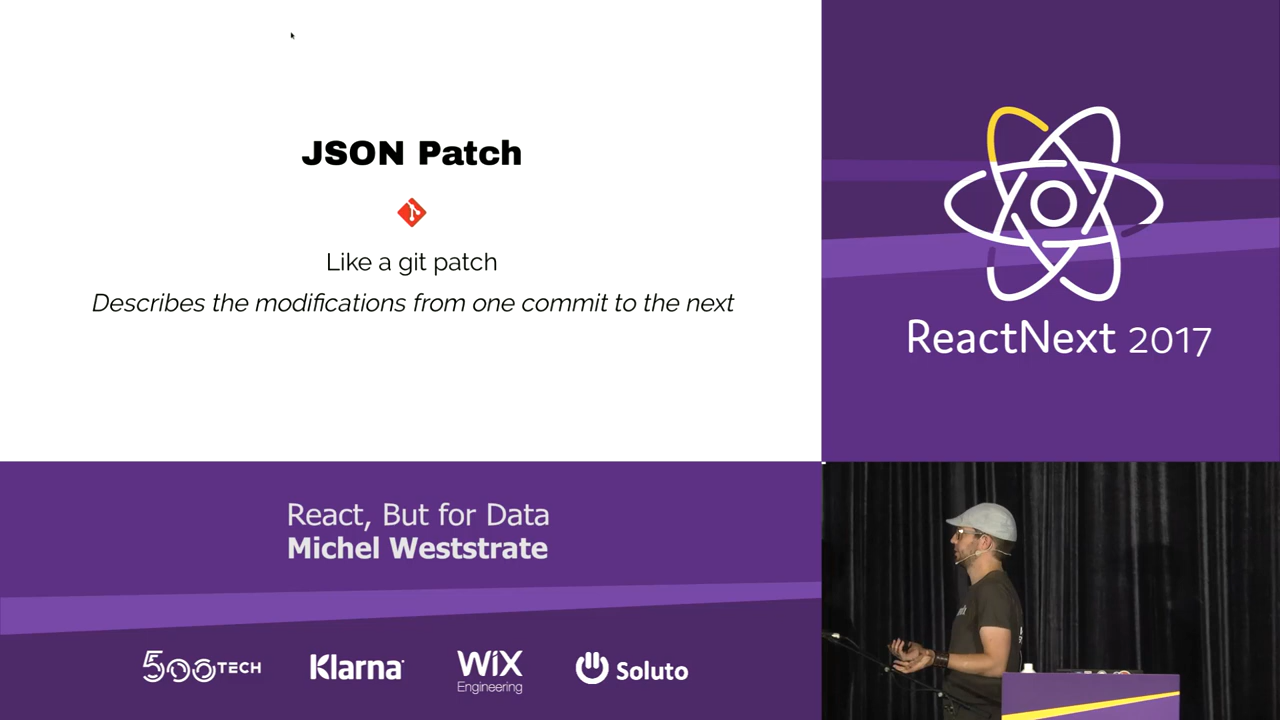 JSON Patch
Like a git patch
Describes the modifications from one commit to the next
ReactNext 2017
React, But for Data
Michel Weststrate
500TECH
Klarna
WiX
Engineering
Soluto